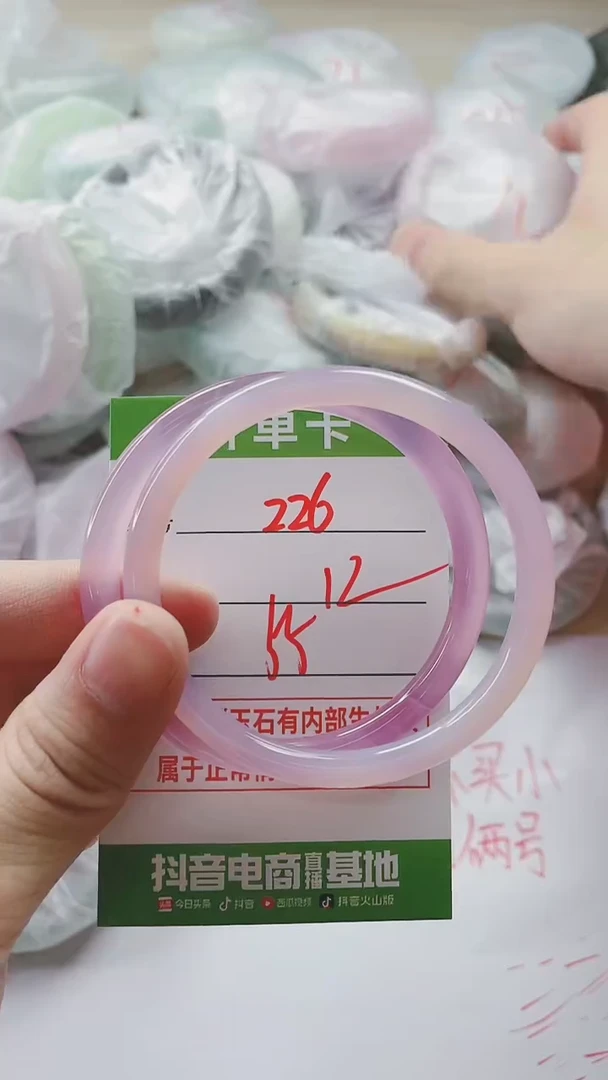 单卡
226
12
55
玉石有内部生
属于正常情
抖音电商直播基地
今日头条 抖音 西瓜视频 抖音火山版
买小
俩号